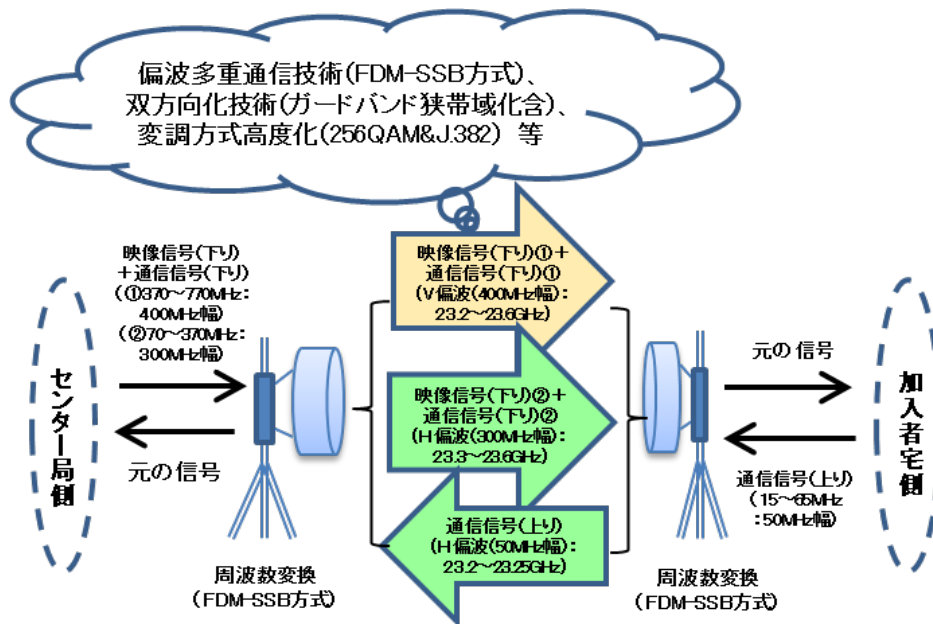 偏波多重通信技術(FDM-SSB方式)、
双方向化技術(ガードバンド狭帯域化含)、
変調方式高度化(256QAM&J.382) 等
映像信号(下り)
+通信信号(下り)
(①370～770MHz:
400MHz幅)
(②70～370MHz:
300MHz幅)
センター局側
元の信号
周波数変換
(FDM-SSB方式)
映像信号(下り)①+
通信信号(下り)①
(V偏波(400MHz幅):
23.2～23.6GHz)
映像信号(下り)②+
通信信号(下り)②
(H偏波(300MHz幅):
23.3～23.6GHz)
通信信号(上り)
(H偏波(50MHz幅):
23.2～23.25GHz)
元の信号
加入者宅側
通信信号(上り)
(15～65MHz
:50MHz幅)
周波数変換
(FDM-SSB方式)